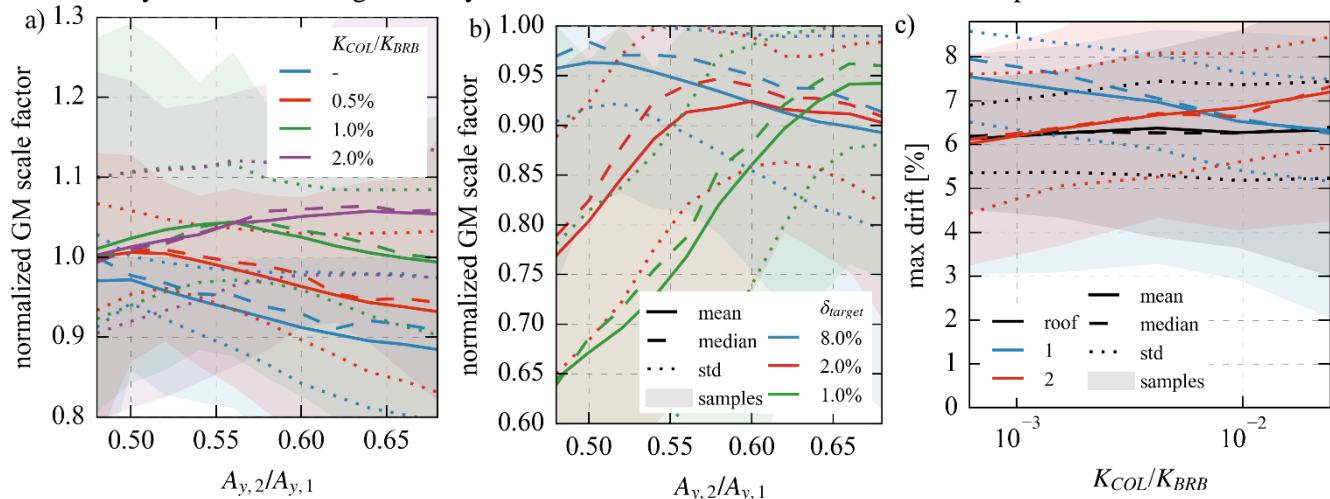 a)
1.3
1.2
1.1
1.0
0.9
0.8
normalized GM scale factor
K_COL/K_BRB
-
0.5%
1.0%
2.0%
0.50 0.55 0.60 0.65
A_y,2/A_y,1
b)
1.00
0.95
0.90
0.85
0.80
0.75
0.70
0.65
0.60
normalized GM scale factor
δ_target
mean 8.0%
median 2.0%
std 1.0%
samples
0.50 0.55 0.60 0.65
A_y,2/A_y,1
c)
8
7
6
5
4
3
2
1
0
max drift [%]
mean
roof median
1 std
2 samples
10⁻³ 10⁻²
K_COL/K_BRB